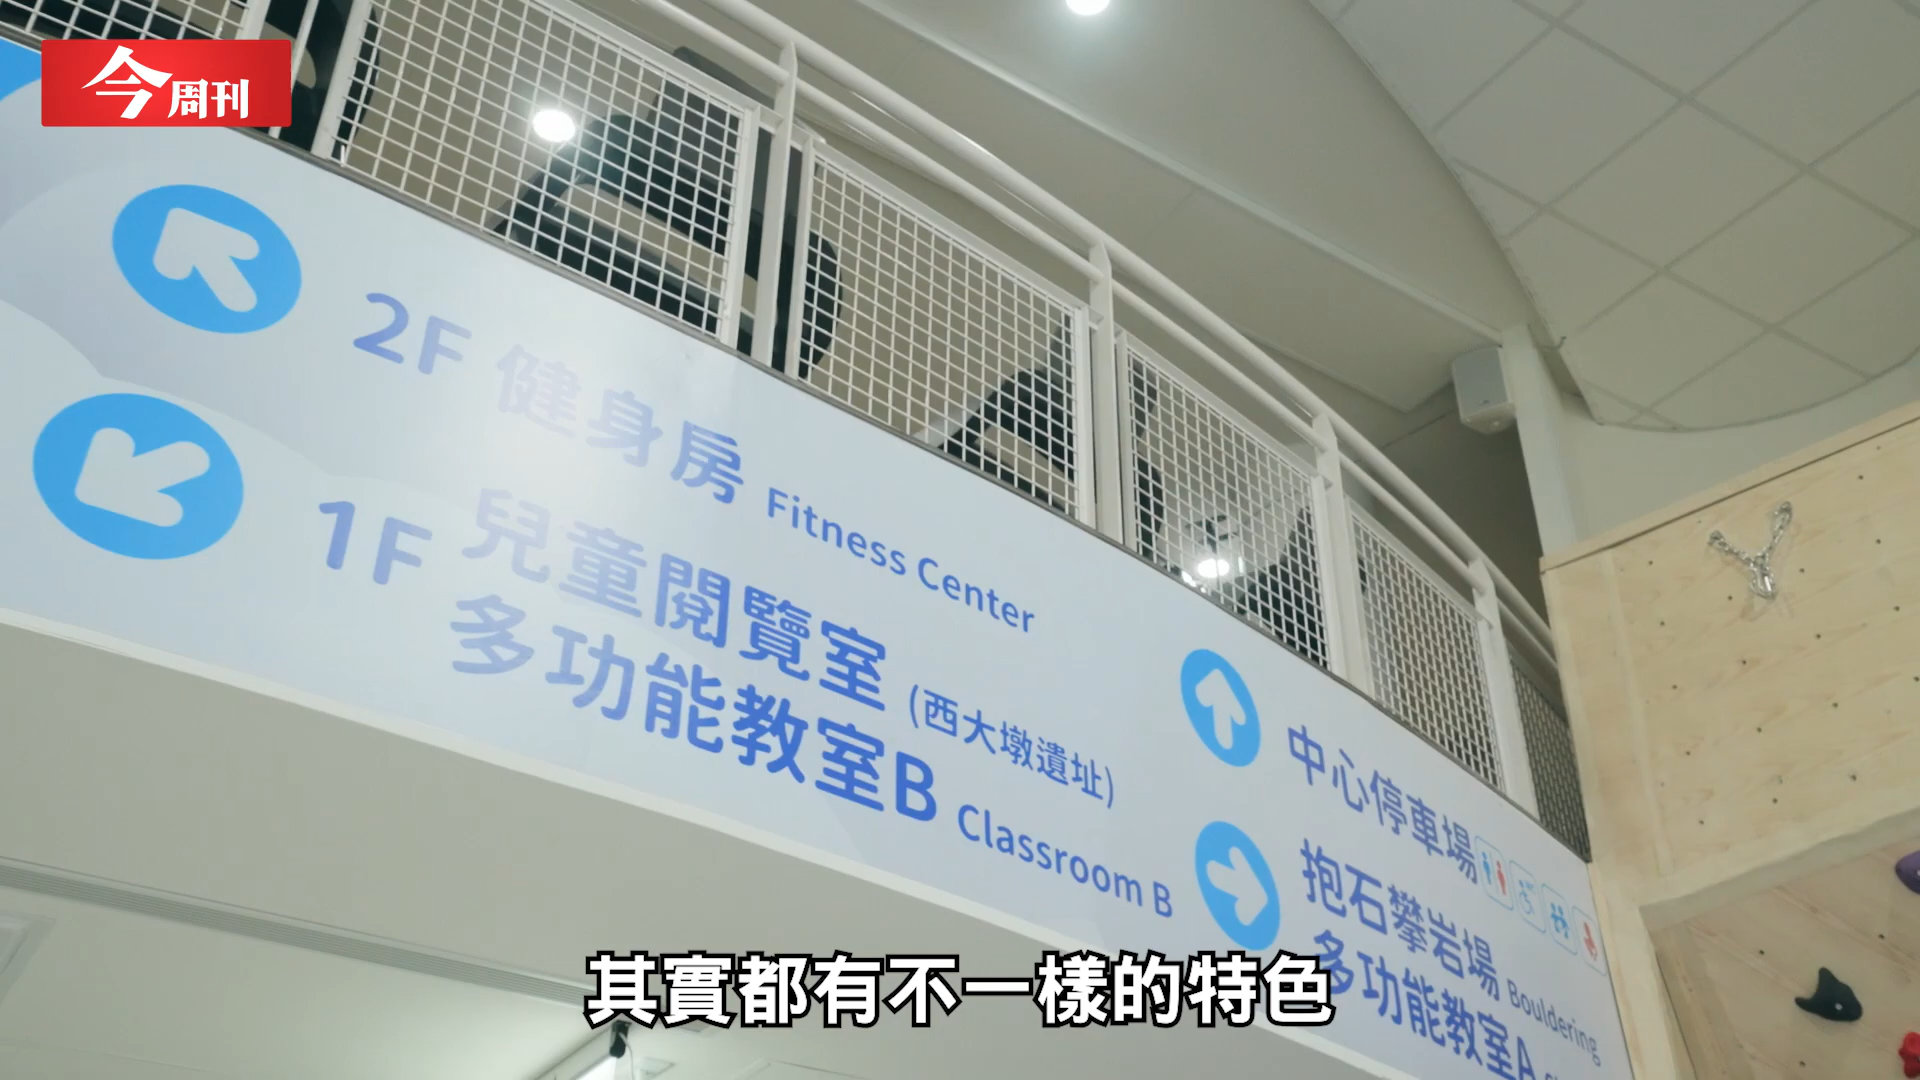 今周刊
2F 健身房 Fitness Center
1F 兒童閱覽室 (西大墩遺址)
多功能教室B Classroom B
中心停車場
抱石攀岩場 Bouldering
多功能教室A
其實都有不一樣的特色